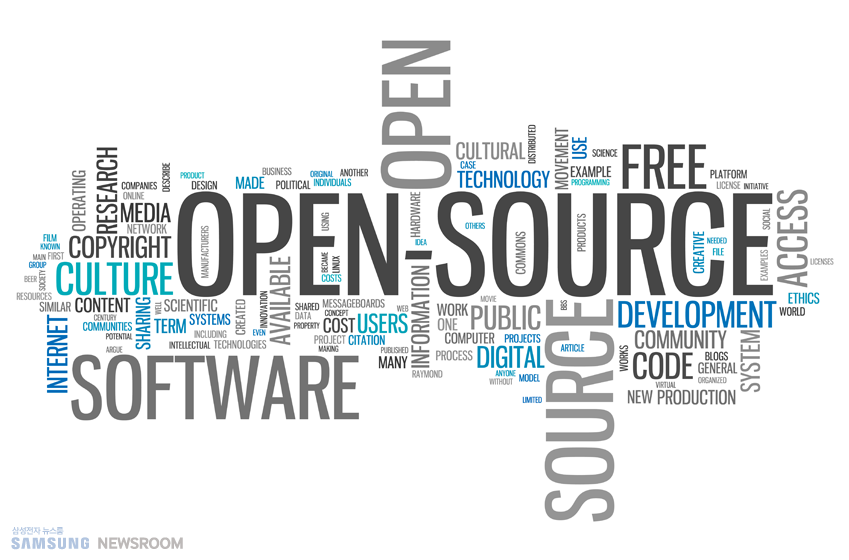 OPEN
CULTURAL
DISTRIBUTED
MOVEMENT
USE
SCIENCE
FREE
PLATFORM
LICENSE INITIATIVE
CASE
TECHNOLOGY
EXAMPLE
PROGRAMMING
OPERATING
RESEARCH
COMPANIES
ONLINE
DESCRIBE
PRODUCT
DESIGN
MADE
BUSINESS
POLITICAL
ORIGINAL
INDIVIDUALS
ANOTHER
MEDIA
NETWORK
COPYRIGHT
FILM
KNOWN
MAIN FIRST
GROUP
BEER
SOCIETY
CULTURE
RESOURCES
SIMILAR
CONTENT
OPEN-SOURCE
MANUFACTURERS
USING
BECAME
LINUX
COSTS
HARDWARE
IDEA
OTHERS
COMMONS
PRODUCTS
CREATIVE
NEEDED
FILE
EXAMPLES
SOCIAL
ACCESS
LICENSES
ETHICS
WORLD
INTERNET
CENTURY
COMMUNITIES
POTENTIAL
ARGUE
SHARING
WELL
SCIENTIFIC
TERM
SYSTEMS
INCLUDING
INTELLECTUAL
TECHNOLOGIES
CREATED
EVEN
INNOVATION
AVAILABLE
SHARED
DATA
PROPERTY
MESSAGEBOARDS
CONCEPT
WEB
COST
USERS
PROJECT
CITATION
MAKING
PUBLISHED
MANY
INFORMATION
RAYMOND
MOVIE
WORK
ONE
PUBLIC
COMPUTER
PROJECTS
PROCESS
DIGITAL
ANYONE
WITHOUT
MODEL
LIMITED
BBS
ARTICLE
SOURCE
DEVELOPMENT
COMMUNITY
WORKS
CODE
BLOGS
GENERAL
VIRTUAL
ORGANIZED
SYSTEM
NEW PRODUCTION
SOFTWARE
삼성전자 뉴스룸
SAMSUNG NEWSROOM